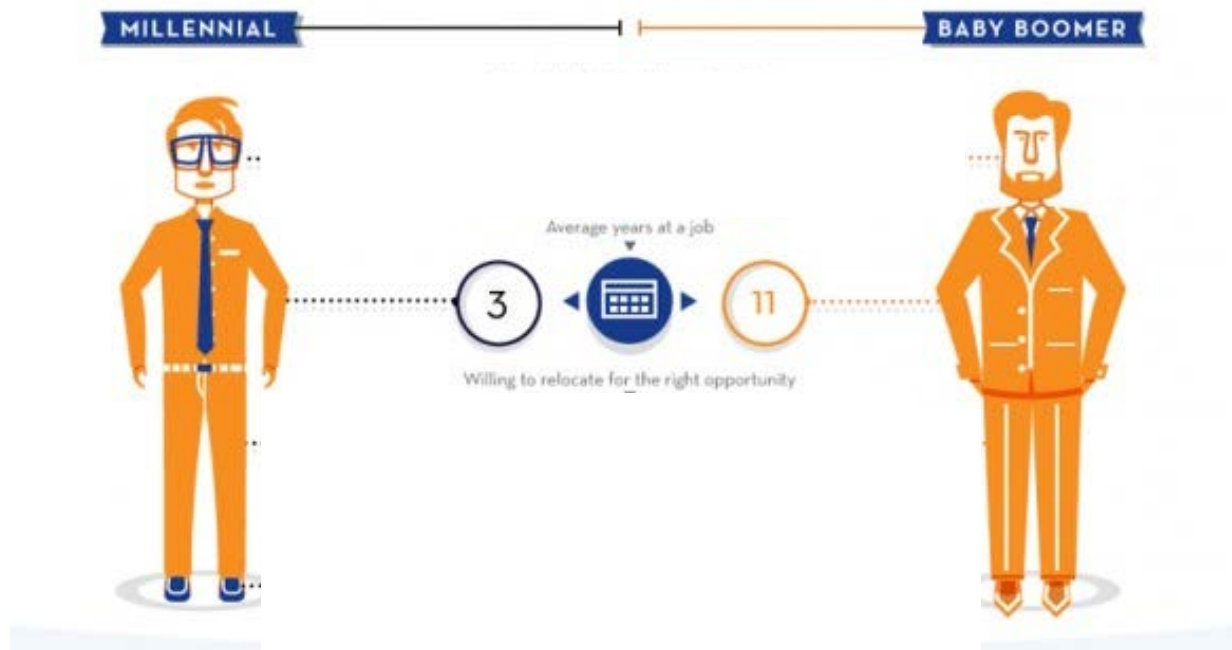 MILLENNIAL
BABY BOOMER
Average years at a job
3
11
Willing to relocate for the right opportunity